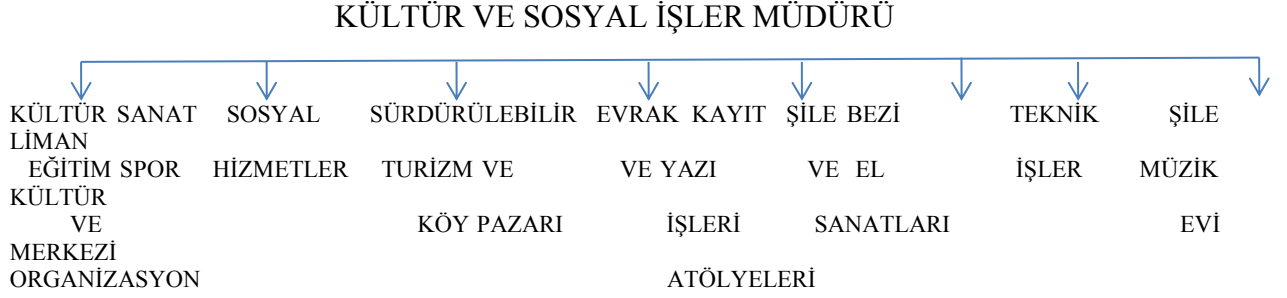 KÜLTÜR VE SOSYAL İŞLER MÜDÜRÜ
KÜLTÜR SANAT SOSYAL SÜRDÜRÜLEBİLİR EVRAK KAYIT ŞİLE BEZİ TEKNİK ŞİLE
LİMAN
EĞİTİM SPOR HİZMETLER TURİZM VE VE YAZI VE EL İŞLER MÜZİK
KÜLTÜR
VE KÖY PAZARI İŞLERİ SANATLARI EVİ
MERKEZİ
ORGANİZASYON ATÖLYELERİ